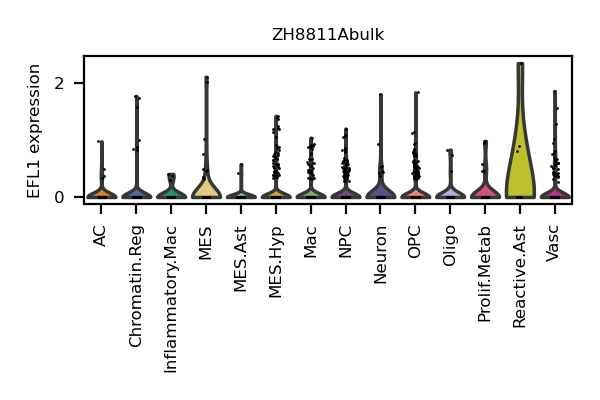 ZH8811Abulk
EFL1 expression
2
0
AC
Chromatin.Reg
Inflammatory.Mac
MES
MES.Ast
MES.Hyp
Mac
NPC
Neuron
OPC
Oligo
Prolif.Metab
Reactive.Ast
Vasc